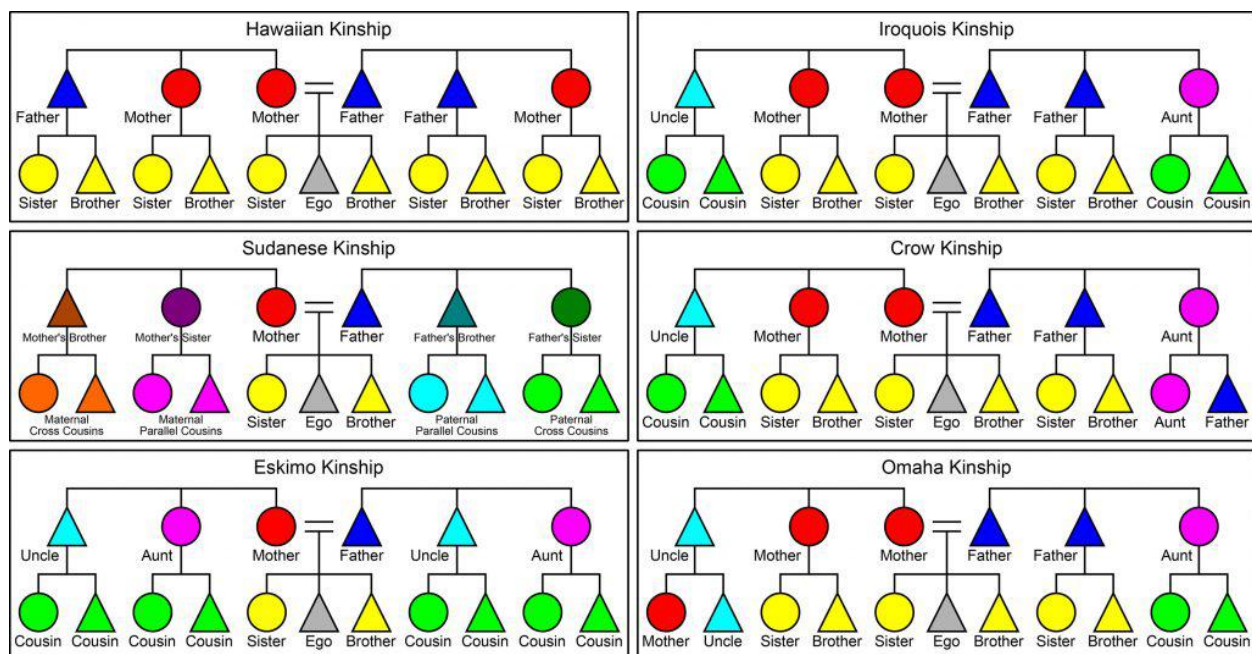 Hawaiian Kinship
Father Mother Mother Father Father Mother
Sister Brother Sister Brother Sister Ego Brother Sister Brother Sister Brother
Iroquois Kinship
Uncle Mother Mother Father Father Aunt
Cousin Cousin Sister Brother Sister Ego Brother Sister Brother Cousin Cousin
Sudanese Kinship
Mother's Brother Mother's Sister Mother Father Father's Brother Father's Sister
Sister Ego Brother
Maternal Maternal Paternal Paternal
Cross Cousins Parallel Cousins Parallel Cousins Cross Cousins
Crow Kinship
Uncle Mother Mother Father Father Aunt
Cousin Cousin Sister Brother Sister Ego Brother Sister Brother Aunt Father
Eskimo Kinship
Uncle Aunt Mother Father Uncle Aunt
Cousin Cousin Cousin Cousin Sister Ego Brother Cousin Cousin Cousin Cousin
Omaha Kinship
Uncle Mother Mother Father Father Aunt
Mother Uncle Sister Brother Sister Ego Brother Sister Brother Cousin Cousin